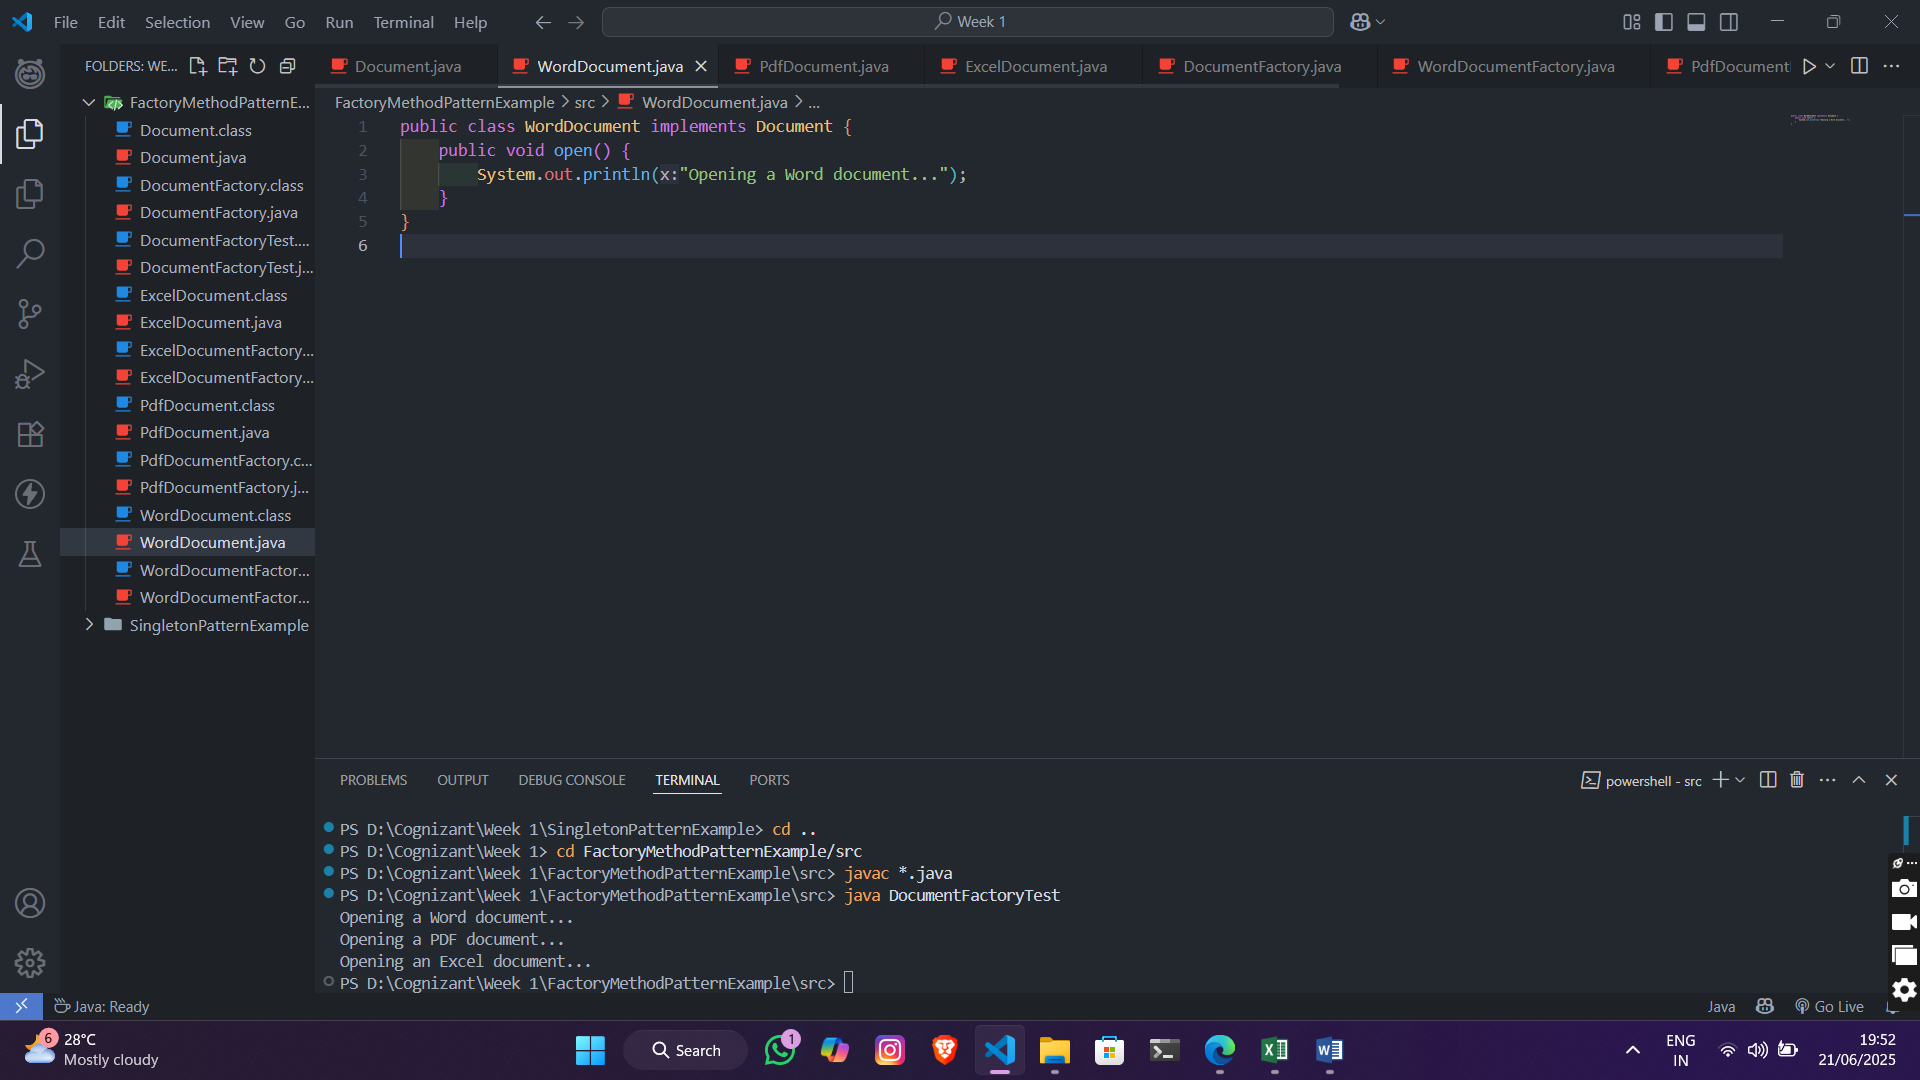 File Edit Selection View Go Run Terminal Help
Week 1
FOLDERS: WE...
Document.java
WordDocument.java
PdfDocument.java
ExcelDocument.java
DocumentFactory.java
WordDocumentFactory.java
PdfDocument
FactoryMethodPatternE...
Document.class
Document.java
DocumentFactory.class
DocumentFactory.java
DocumentFactoryTest....
DocumentFactoryTest.j...
ExcelDocument.class
ExcelDocument.java
ExcelDocumentFactory...
ExcelDocumentFactory...
PdfDocument.class
PdfDocument.java
PdfDocumentFactory.c...
PdfDocumentFactory.j...
WordDocument.class
WordDocument.java
WordDocumentFactor...
WordDocumentFactor...
SingletonPatternExample
FactoryMethodPatternExample > src > WordDocument.java > ...
1 public class WordDocument implements Document {
2 public void open() {
3 System.out.println(x:"Opening a Word document...");
4 }
5 }
6
PROBLEMS OUTPUT DEBUG CONSOLE TERMINAL PORTS
powershell - src
PS D:\Cognizant\Week 1\SingletonPatternExample> cd ..
PS D:\Cognizant\Week 1> cd FactoryMethodPatternExample/src
PS D:\Cognizant\Week 1\FactoryMethodPatternExample\src> javac *.java
PS D:\Cognizant\Week 1\FactoryMethodPatternExample\src> java DocumentFactoryTest
Opening a Word document...
Opening a PDF document...
Opening an Excel document...
PS D:\Cognizant\Week 1\FactoryMethodPatternExample\src>
Java: Ready
Java
Go Live
6
28°C
Mostly cloudy
Search
1
ENG
IN
19:52
21/06/2025